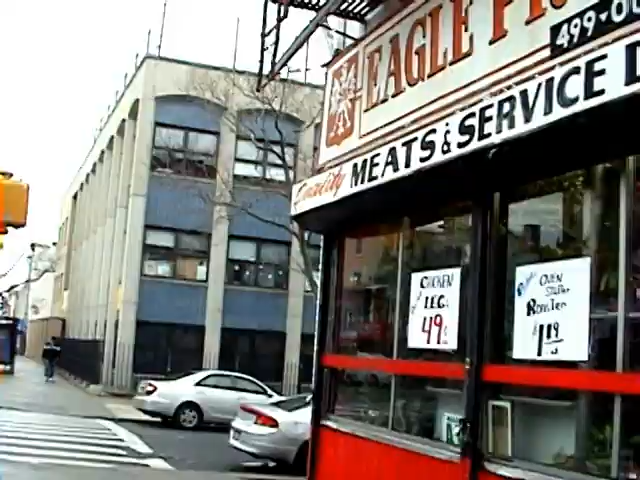 EAGLE
499-0
Quality MEATS & SERVICE
CHICKEN
LEG
49¢
OVEN
STUFFER
ROASTER
$1.19